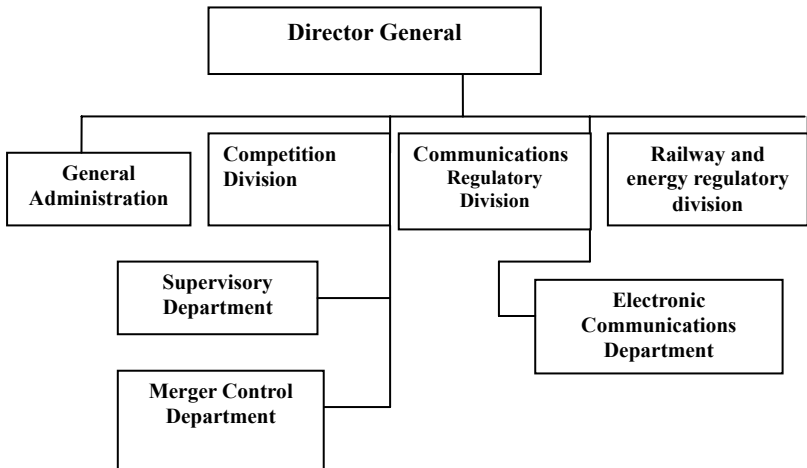 Director General
General
Administration
Competition
Division
Communications
Regulatory
Division
Railway and
energy regulatory
division
Supervisory
Department
Electronic
Communications
Department
Merger Control
Department